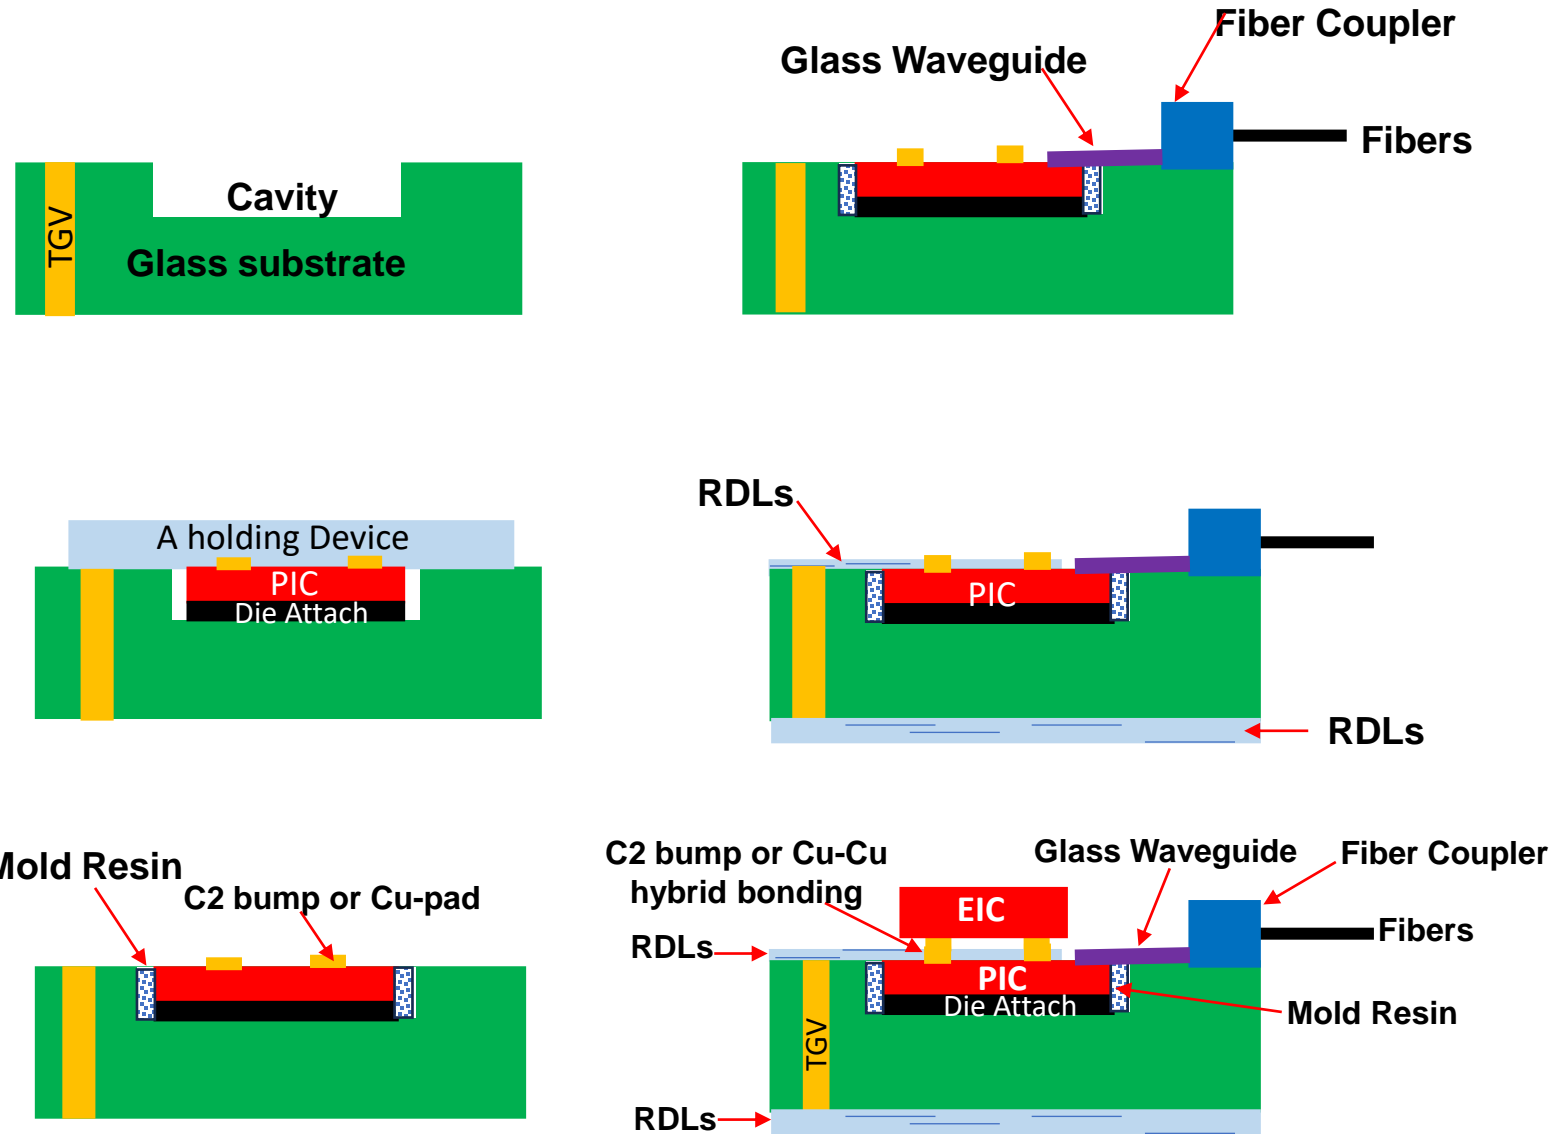 Cavity
TGV
Glass substrate
Fiber Coupler
Glass Waveguide
Fibers
A holding Device
PIC
Die Attach
RDLs
PIC
RDLs
Mold Resin
C2 bump or Cu-pad
C2 bump or Cu-Cu
hybrid bonding
Glass Waveguide
Fiber Coupler
EIC
Fibers
RDLs
PIC
Die Attach
Mold Resin
TGV
RDLs